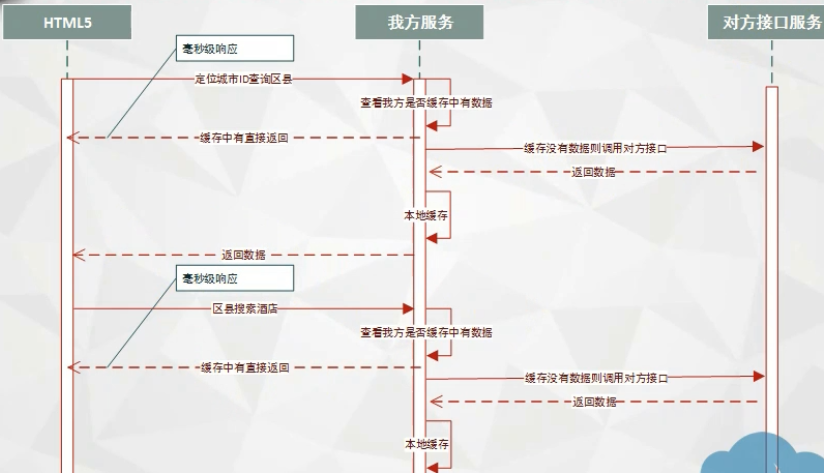 HTML5
我方服务
对方接口服务
毫秒级响应
定位城市ID查询区县
查看我方是否缓存中有数据
缓存中有直接返回
缓存没有数据则调用对方接口
返回数据
本地缓存
返回数据
毫秒级响应
区县搜索酒店
查看我方是否缓存中有数据
缓存中有直接返回
缓存没有数据则调用对方接口
返回数据
本地缓存